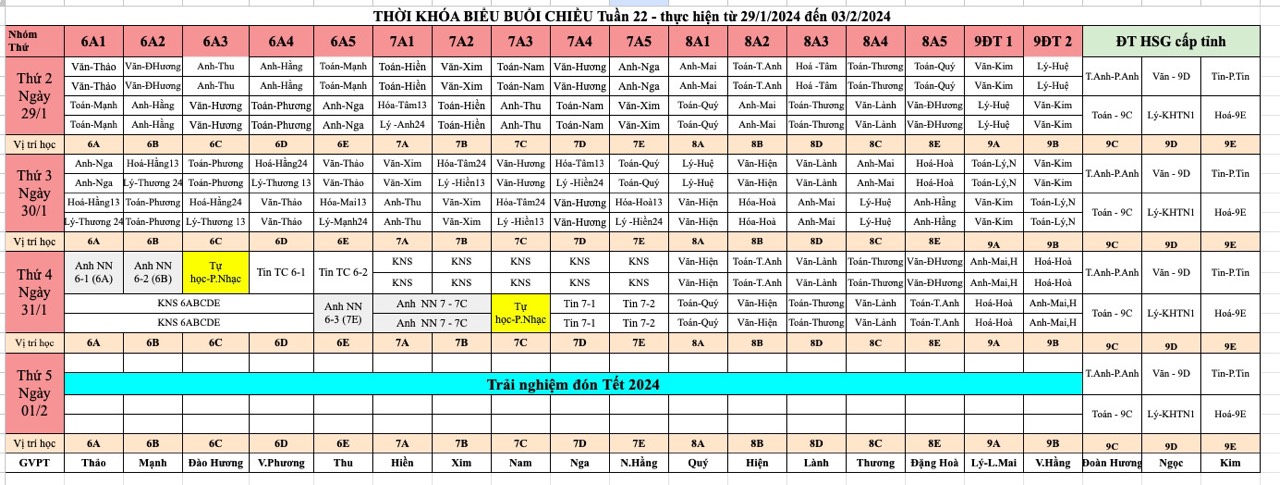 THỜI KHÓA BIỂU BUỔI CHIỀU Tuần 22 - thực hiện từ 29/1/2024 đến 03/2/2024
Nhóm Thứ 6A1 6A2 6A3 6A4 6A5 7A1 7A2 7A3 7A4 7A5 8A1 8A2 8A3 8A4 8A5 9ĐT 1 9ĐT 2 ĐT HSG cấp tỉnh
Thứ 2 Ngày 29/1
Văn-Thảo Văn-ĐHương Anh-Thu Anh-Hằng Toán-Mạnh Toán-Hiền Văn-Xim Toán-Nam Văn-Hương Anh-Nga Anh-Mai Toán-T.Anh Hoá -Tâm Toán-Thương Toán-Quý Văn-Kim Lý-Huệ
Văn-Thảo Văn-ĐHương Anh-Thu Anh-Hằng Toán-Mạnh Toán-Hiền Văn-Xim Toán-Nam Văn-Hương Anh-Nga Anh-Mai Toán-T.Anh Hoá -Tâm Toán-Thương Toán-Quý Văn-Kim Lý-Huệ
T.Anh-P.Anh Văn - 9D Tin-P.Tin
Toán-Mạnh Anh-Hằng Văn-Hương Toán-Phương Anh-Nga Hóa-Tâm13 Toán-Hiền Anh-Thu Toán-Nam Văn-Xim Toán-Quý Anh-Mai Toán-Thương Văn-Lành Văn-ĐHương Lý-Huệ Văn-Kim
Toán-Mạnh Anh-Hằng Văn-Hương Toán-Phương Anh-Nga Lý -Anh24 Toán-Hiền Anh-Thu Toán-Nam Văn-Xim Toán-Quý Anh-Mai Toán-Thương Văn-Lành Văn-ĐHương Lý-Huệ Văn-Kim
Toán - 9C Lý-KHTN1 Hoá-9E
Vị trí học 6A 6B 6C 6D 6E 7A 7B 7C 7D 7E 8A 8B 8D 8C 8E 9A 9B 9C 9D 9E
Thứ 3 Ngày 30/1
Anh-Nga Hoá-Hằng13 Toán-Phương Hoá-Hằng24 Văn-Thảo Văn-Xim Hóa-Tâm24 Văn-Hương Hóa-Tâm13 Toán-Quý Lý-Huệ Văn-Hiện Văn-Lành Anh-Mai Hoá-Hoà Toán-Lý,N Văn-Kim
Anh-Nga Lý-Thương 24 Toán-Phương Lý-Thương 13 Văn-Thảo Văn-Xim Lý -Hiền13 Văn-Hương Lý -Hiền24 Toán-Quý Lý-Huệ Văn-Hiện Văn-Lành Anh-Mai Hoá-Hoà Toán-Lý,N Văn-Kim
T.Anh-P.Anh Văn - 9D Tin-P.Tin
Hoá-Hằng13 Toán-Phương Hoá-Hằng24 Văn-Thảo Hóa-Mai13 Anh-Thu Văn-Xim Hóa-Tâm24 Văn-Hương Hóa-Hoà13 Văn-Hiện Hóa-Hoà Anh-Mai Lý-Huệ Anh-Hằng Văn-Kim Toán-Lý,N
Lý-Thương 24 Toán-Phương Lý-Thương 13 Văn-Thảo Lý-Mạnh24 Anh-Thu Văn-Xim Lý -Hiền13 Văn-Hương Lý -Hiền24 Văn-Hiện Hóa-Hoà Anh-Mai Lý-Huệ Anh-Hằng Văn-Kim Toán-Lý,N
Toán - 9C Lý-KHTN1 Hoá-9E
Vị trí học 6A 6B 6C 6D 6E 7A 7B 7C 7D 7E 8A 8B 8D 8C 8E 9A 9B 9C 9D 9E
Thứ 4 Ngày 31/1
Anh NN 6-1 (6A) Anh NN 6-2 (6B) Tự học-P.Nhạc Tin TC 6-1 Tin TC 6-2
KNS KNS KNS KNS KNS Văn-Hiện Toán-T.Anh Anh-Mai Toán-Thương Văn-ĐHương Anh-Mai,H Hoá-Hoà
KNS KNS KNS KNS KNS Văn-Hiện Toán-T.Anh Anh-Mai Toán-Thương Văn-ĐHương Anh-Mai,H Hoá-Hoà
T.Anh-P.Anh Văn - 9D Tin-P.Tin
KNS 6ABCDE Anh NN 6-3 (7E) Anh NN 7 - 7C Tự học-P.Nhạc Tin 7-1 Tin 7-2 Toán-Quý Văn-Hiện Toán-Thương Văn-Lành Toán-T.Anh Hoá-Hoà Anh-Mai,H
KNS 6ABCDE Anh NN 7 - 7C Tin 7-1 Tin 7-2 Toán-Quý Văn-Hiện Toán-Thương Văn-Lành Toán-T.Anh Hoá-Hoà Anh-Mai,H
Toán - 9C Lý-KHTN1 Hoá-9E
Vị trí học 6A 6B 6C 6D 6E 7A 7B 7C 7D 7E 8A 8B 8D 8C 8E 9A 9B 9C 9D 9E
Thứ 5 Ngày 01/2
Trải nghiệm đón Tết 2024
T.Anh-P.Anh Văn - 9D Tin-P.Tin
Toán - 9C Lý-KHTN1 Hoá-9E
Vị trí học 6A 6B 6C 6D 6E 7A 7B 7C 7D 7E 8A 8B 8D 8C 8E 9A 9B 9C 9D 9E
GVPT Thảo Mạnh Đào Hương V.Phương Thu Hiền Xim Nam Nga N.Hằng Quý Hiện Lành Thương Đặng Hoà Lý-L.Mai V.Hằng Đoàn Hương Ngọc Kim